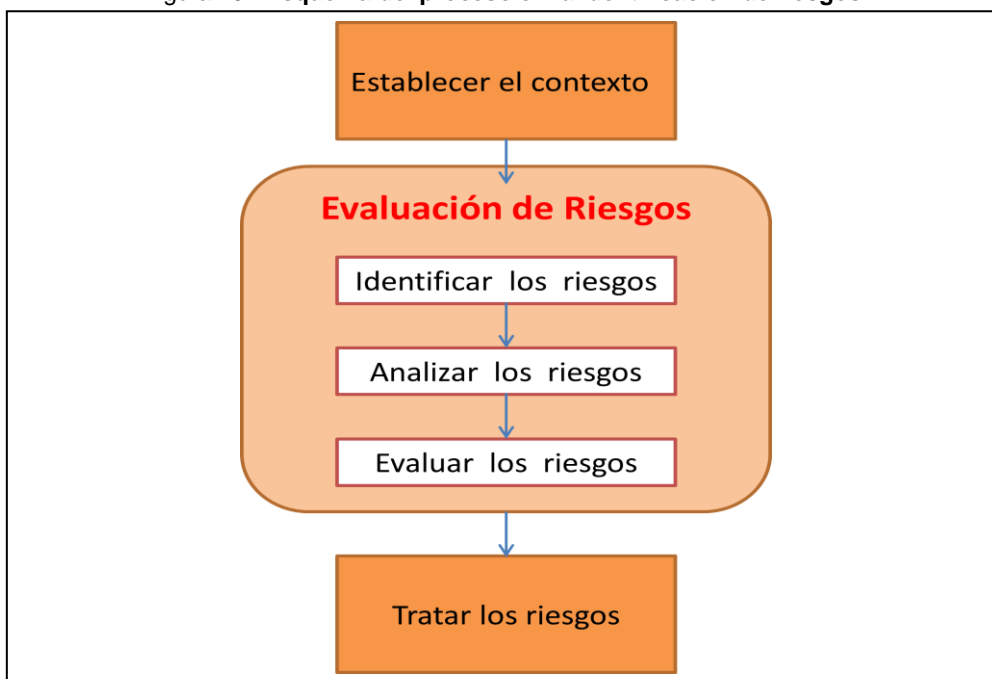 Establecer el contexto
Evaluación de Riesgos
Identificar los riesgos
Analizar los riesgos
Evaluar los riesgos
Tratar los riesgos